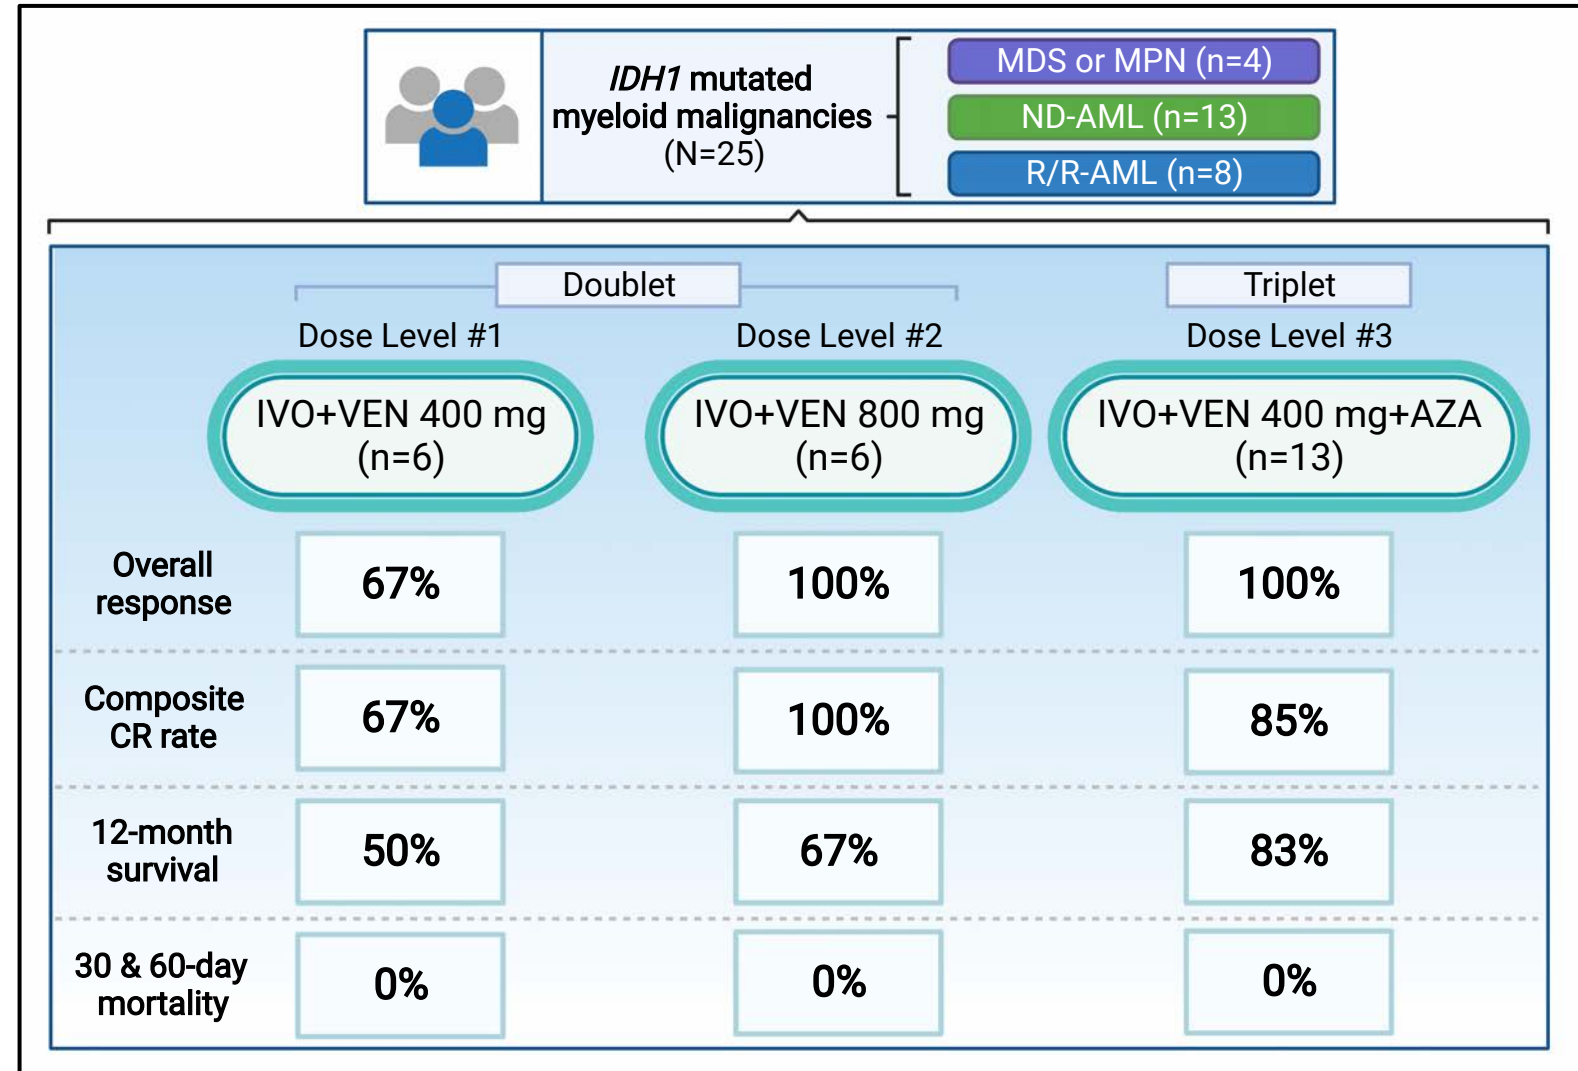 IDH1 mutated
myeloid malignancies
(N=25)
MDS or MPN (n=4)
ND-AML (n=13)
R/R-AML (n=8)
Doublet
Triplet
Dose Level #1
Dose Level #2
Dose Level #3
IVO+VEN 400 mg
(n=6)
IVO+VEN 800 mg
(n=6)
IVO+VEN 400 mg+AZA
(n=13)
Overall
response
67%
100%
100%
Composite
CR rate
67%
100%
85%
12-month
survival
50%
67%
83%
30 & 60-day
mortality
0%
0%
0%